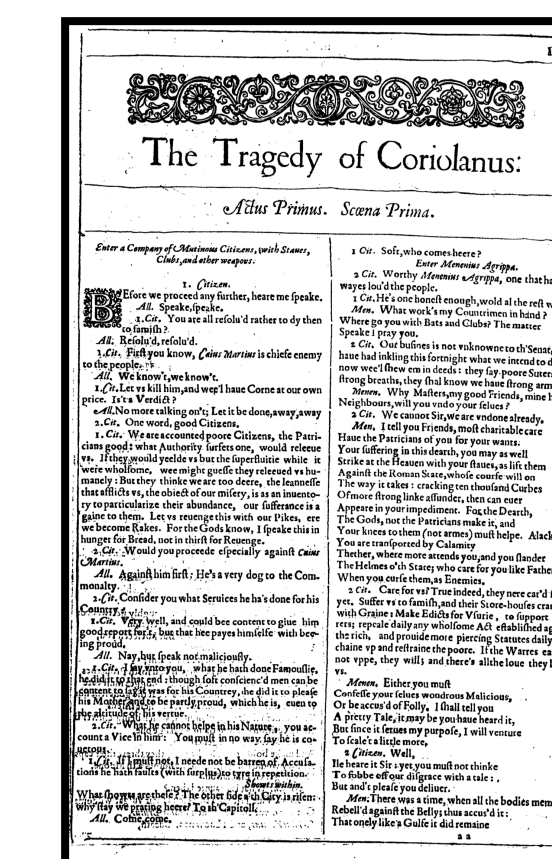 The Tragedy of Coriolanus:
Actus Primus. Scœna Prima.
Enter a Company of Mutinous Citizens, with Staues,
Clubs, and other weapons.
1. Citizen.
BEfore we proceed any further, heare me speake.
All. Speake, speake.
1. Cit. You are all resolu'd rather to dy then
to famish?
All. Resolu'd, resolu'd.
1. Cit. First you know, Caius Martius is chiefe enemy
to the people.
All. We know't, we know't.
1. Cit. Let vs kill him, and wee'l haue Corne at our own
price. Is't a Verdict?
All. No more talking on't; Let it be done, away, away
2. Cit. One word, good Citizens.
1. Cit. We are accounted poore Citizens, the Patri-
cians good: what Authority surfets one, would releeue
vs. If they would yeelde vs but the superfluitie while it
were wholsome, wee might guesse they releeued vs hu-
manely: But they thinke we are too deere, the leannesse
that afflicts vs, the obiect of our misery, is as an inuento-
ry to particularize their abundance, our sufferance is a
gaine to them. Let vs reuenge this with our Pikes, ere
we become Rakes. For the Gods know, I speake this in
hunger for Bread, not in thirst for Reuenge.
2. Cit. Would you proceede especially against Caius
Martius.
All. Against him first: He's a very dog to the Com-
monalty.
2. Cit. Consider you what Seruices he ha's done for his
Country?
1. Cit. Very well, and could bee content to giue him
good report for't, but that hee payes himselfe with bee-
ing proud.
All. Nay, but speak not maliciously.
1. Cit. I say vnto you, what he hath done Famouslie,
he did it to that end: though soft conscienc'd men can be
content to say it was for his Countrey, he did it to please
his Mother, and to be partly proud, which he is, euen to
the altitude of his vertue.
2. Cit. What he cannot helpe in his Nature, you ac-
count a Vice in him: You must in no way say he is co-
uetous.
1. Cit. If I must not, I neede not be barren of Accusa-
tions he hath faults (with surplus) to tyre in repetition.
Showts within.
What showts are these? The other side a'th City is risen:
why stay we prating heere? To th'Capitoll.
All. Come, come.
1 Cit. Soft, who comes heere?
Enter Menenius Agrippa.
2 Cit. Worthy Menenius Agrippa, one that ha
wayes lou'd the people.
1 Cit. He's one honest enough, wold al the rest w
Men. What work's my Countrimen in hand?
Where go you with Bats and Clubs? The matter
Speake I pray you.
2 Cit. Our busines is not vnknowne to th'Senat,
haue had inkling this fortnight what we intend to d
now wee'l shew em in deeds: they say poore Suters
strong breaths, they shal know we haue strong arm
Menen. Why Masters, my good Friends, mine h
Neighbours, will you vndo your selues?
2 Cit. We cannot Sir, we are vndone already.
Men. I tell you Friends, most charitable care
Haue the Patricians of you for your wants.
Your suffering in this dearth, you may as well
Strike at the Heauen with your staues, as lift them
Against the Roman State, whose course will on
The way it takes: cracking ten thousand Curbes
Of more strong linke assunder, then can euer
Appeare in your impediment. For the Dearth,
The Gods, not the Patricians make it, and
Your knees to them (not armes) must helpe. Alack
You are transported by Calamity
Thether, where more attends you, and you slander
The Helmes o'th State; who care for you like Father
When you curse them, as Enemies.
2 Cit. Care for vs? True indeed, they nere car'd f
yet. Suffer vs to famish, and their Store-houses cra
with Graine: Make Edicts for Vsurie, to support
rers; repeale daily any wholsome Act established ag
the rich, and prouide more piercing Statutes daily
chaine vp and restraine the poore. If the Warres ea
not vppe, they will; and there's all the loue they b
vs.
Menen. Either you must
Confesse your selues wondrous Malicious,
Or be accus'd of Folly. I shall tell you
A pretty Tale, it may be you haue heard it,
But since it serues my purpose, I will venture
To scale't a little more.
2 Citizen. Well,
Ile heare it Sir: yet you must not thinke
To fobbe off our disgrace with a tale:
But and't please you deliuer.
Men. There was a time, when all the bodies mem
Rebell'd against the Belly; thus accus'd it:
That onely like a Gulfe it did remaine
a a